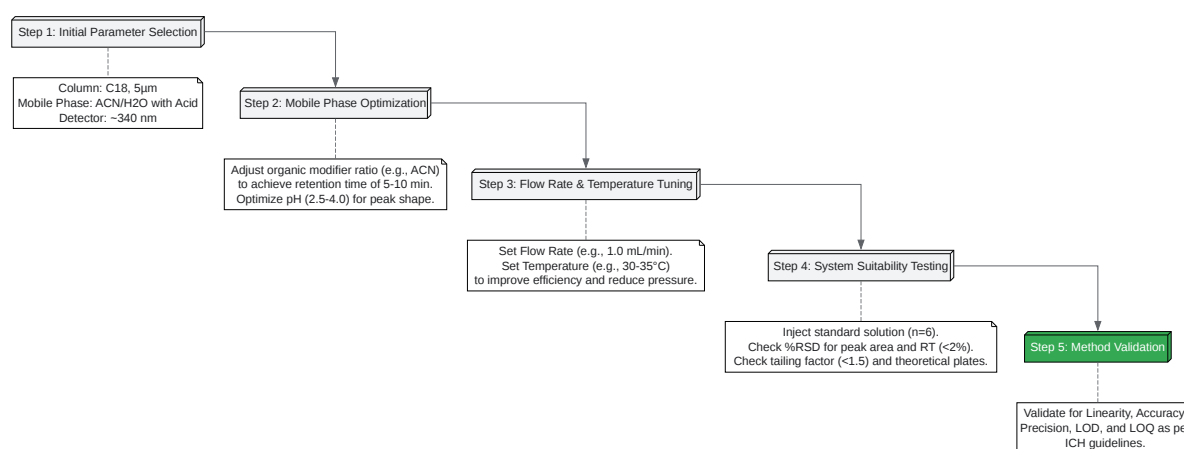 Step 1: Initial Parameter Selection
Column: C18, 5µm
Mobile Phase: ACN/H2O with Acid
Detector: ~340 nm
Step 2: Mobile Phase Optimization
Adjust organic modifier ratio (e.g., ACN)
to achieve retention time of 5-10 min.
Optimize pH (2.5-4.0) for peak shape.
Step 3: Flow Rate & Temperature Tuning
Set Flow Rate (e.g., 1.0 mL/min).
Set Temperature (e.g., 30-35°C)
to improve efficiency and reduce pressure.
Step 4: System Suitability Testing
Inject standard solution (n=6).
Check %RSD for peak area and RT (<2%).
Check tailing factor (<1.5) and theoretical plates.
Step 5: Method Validation
Validate for Linearity, Accuracy
Precision, LOD, and LOQ as pe
ICH guidelines.